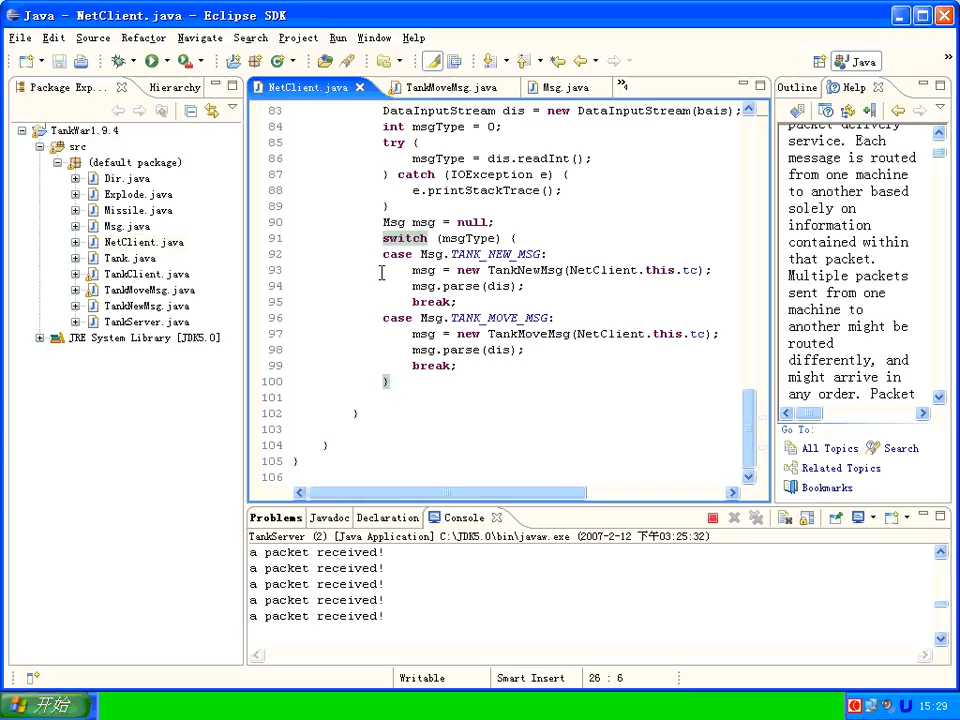 Java - NetClient.java - Eclipse SDK
File Edit Source Refactor Navigate Search Project Run Window Help
Java
Package Exp... Hierarchy
NetClient.java TankMoveMsg.java Msg.java
Outline Help
TankWar1.9.4
src
(default package)
Dir.java
Explode.java
Missile.java
Msg.java
NetClient.java
Tank.java
TankClient.java
TankMoveMsg.java
TankNewMsg.java
TankServer.java
JRE System Library [JDK5.0]
83 DataInputStream dis = new DataInputStream(bais);
84 int msgType = 0;
85 try {
86 msgType = dis.readInt();
87 } catch (IOException e) {
88 e.printStackTrace();
89 }
90 Msg msg = null;
91 switch (msgType) {
92 case Msg.TANK_NEW_MSG:
93 msg = new TankNewMsg(NetClient.this.tc);
94 msg.parse(dis);
95 break;
96 case Msg.TANK_MOVE_MSG:
97 msg = new TankMoveMsg(NetClient.this.tc);
98 msg.parse(dis);
99 break;
100 }
101
102 }
103
104 }
105 }
106
packet delivery
service. Each
message is routed
from one machine
to another based
solely on
information
contained within
that packet.
Multiple packets
sent from one
machine to
another might be
routed
differently, and
might arrive in
any order. Packet
Go To:
All Topics Search
Related Topics
Bookmarks
Problems Javadoc Declaration Console
TankServer (2) [Java Application] C:\JDK5.0\bin\javaw.exe (2007-2-12 下午03:25:32)
a packet received!
a packet received!
a packet received!
a packet received!
a packet received!
Writable Smart Insert 26 : 6
开始
15:29